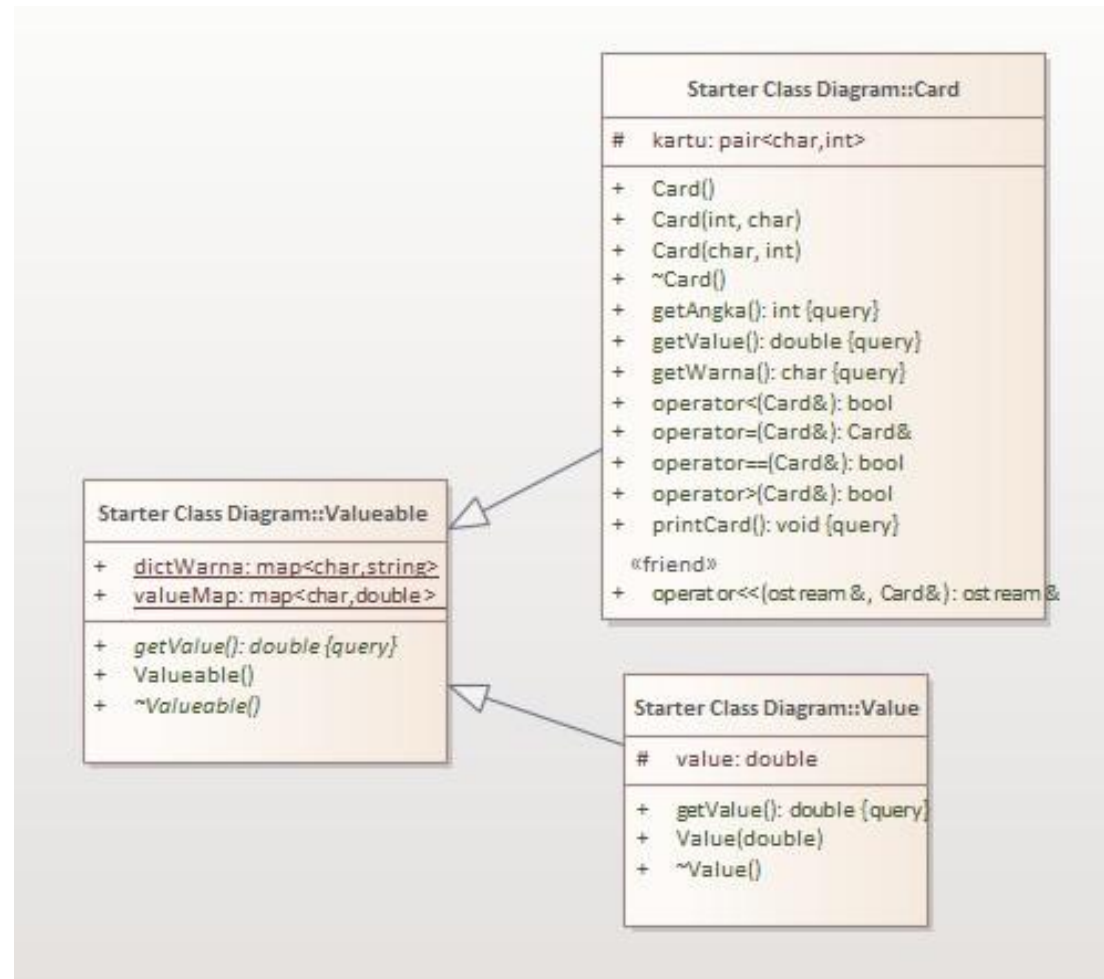 Starter Class Diagram::Card
# kartu: pair<char,int>
+ Card()
+ Card(int, char)
+ Card(char, int)
+ ~Card()
+ getAngka(): int {query}
+ getValue(): double {query}
+ getWarna(): char {query}
+ operator<(Card&): bool
+ operator=(Card&): Card&
+ operator==(Card&): bool
+ operator>(Card&): bool
+ printCard(): void {query}
«friend»
+ operator<<(ostream&, Card&): ostream&
Starter Class Diagram::Valueable
+ dictWarna: map<char,string>
+ valueMap: map<char,double>
+ getValue(): double {query}
+ Valueable()
+ ~Valueable()
Starter Class Diagram::Value
# value: double
+ getValue(): double {query}
+ Value(double)
+ ~Value()